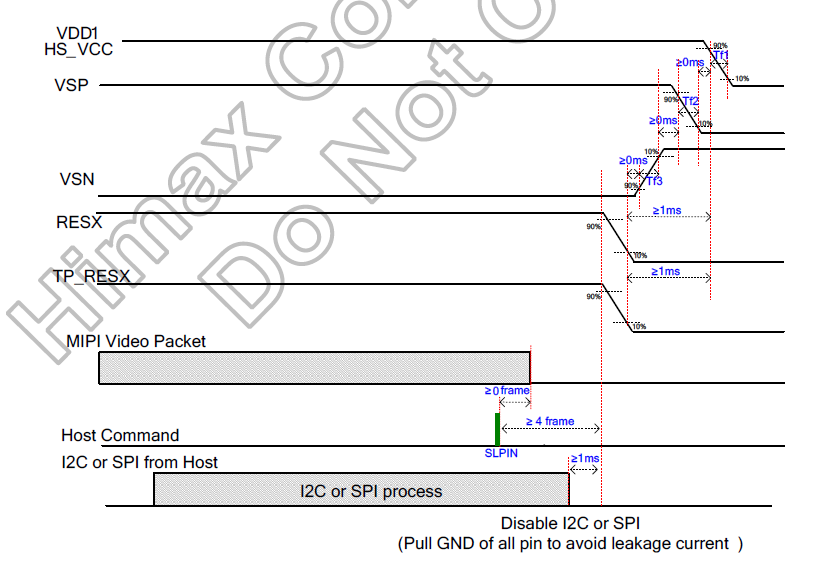 VDD1
HS_VCC
90%
Tf1
≥0ms
10%
VSP
90%
Tf2
10%
≥0ms
10%
≥0ms
VSN
90%
Tf3
≥1ms
RESX
90%
10%
≥1ms
TP_RESX
90%
10%
MIPI Video Packet
≥0 frame
≥ 4 frame
Host Command
SLPIN
I2C or SPI from Host
≥1ms
I2C or SPI process
Disable I2C or SPI
(Pull GND of all pin to avoid leakage current )
Himax Co
Do Not